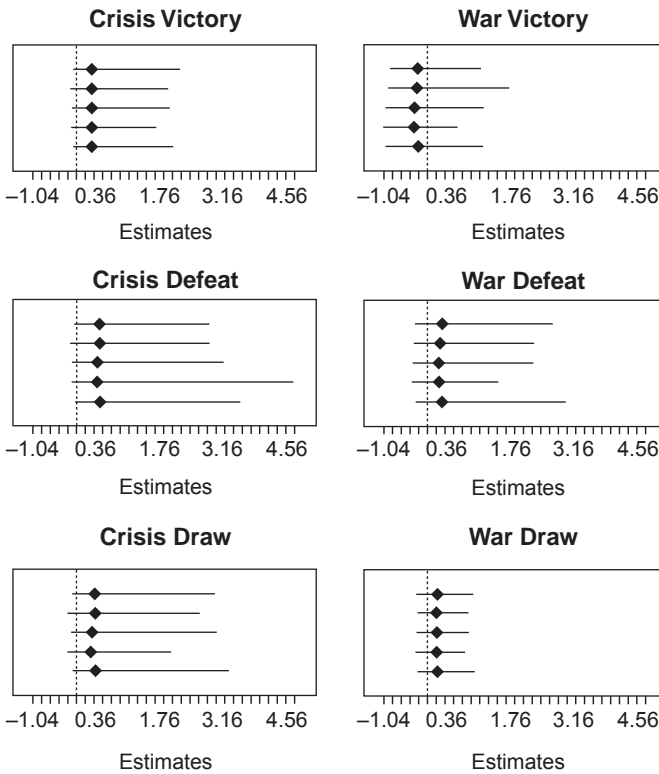 Crisis Victory
War Victory
–1.04 0.36 1.76 3.16 4.56
–1.04 0.36 1.76 3.16 4.56
Estimates
Estimates
Crisis Defeat
War Defeat
–1.04 0.36 1.76 3.16 4.56
–1.04 0.36 1.76 3.16 4.56
Estimates
Estimates
Crisis Draw
War Draw
–1.04 0.36 1.76 3.16 4.56
–1.04 0.36 1.76 3.16 4.56
Estimates
Estimates